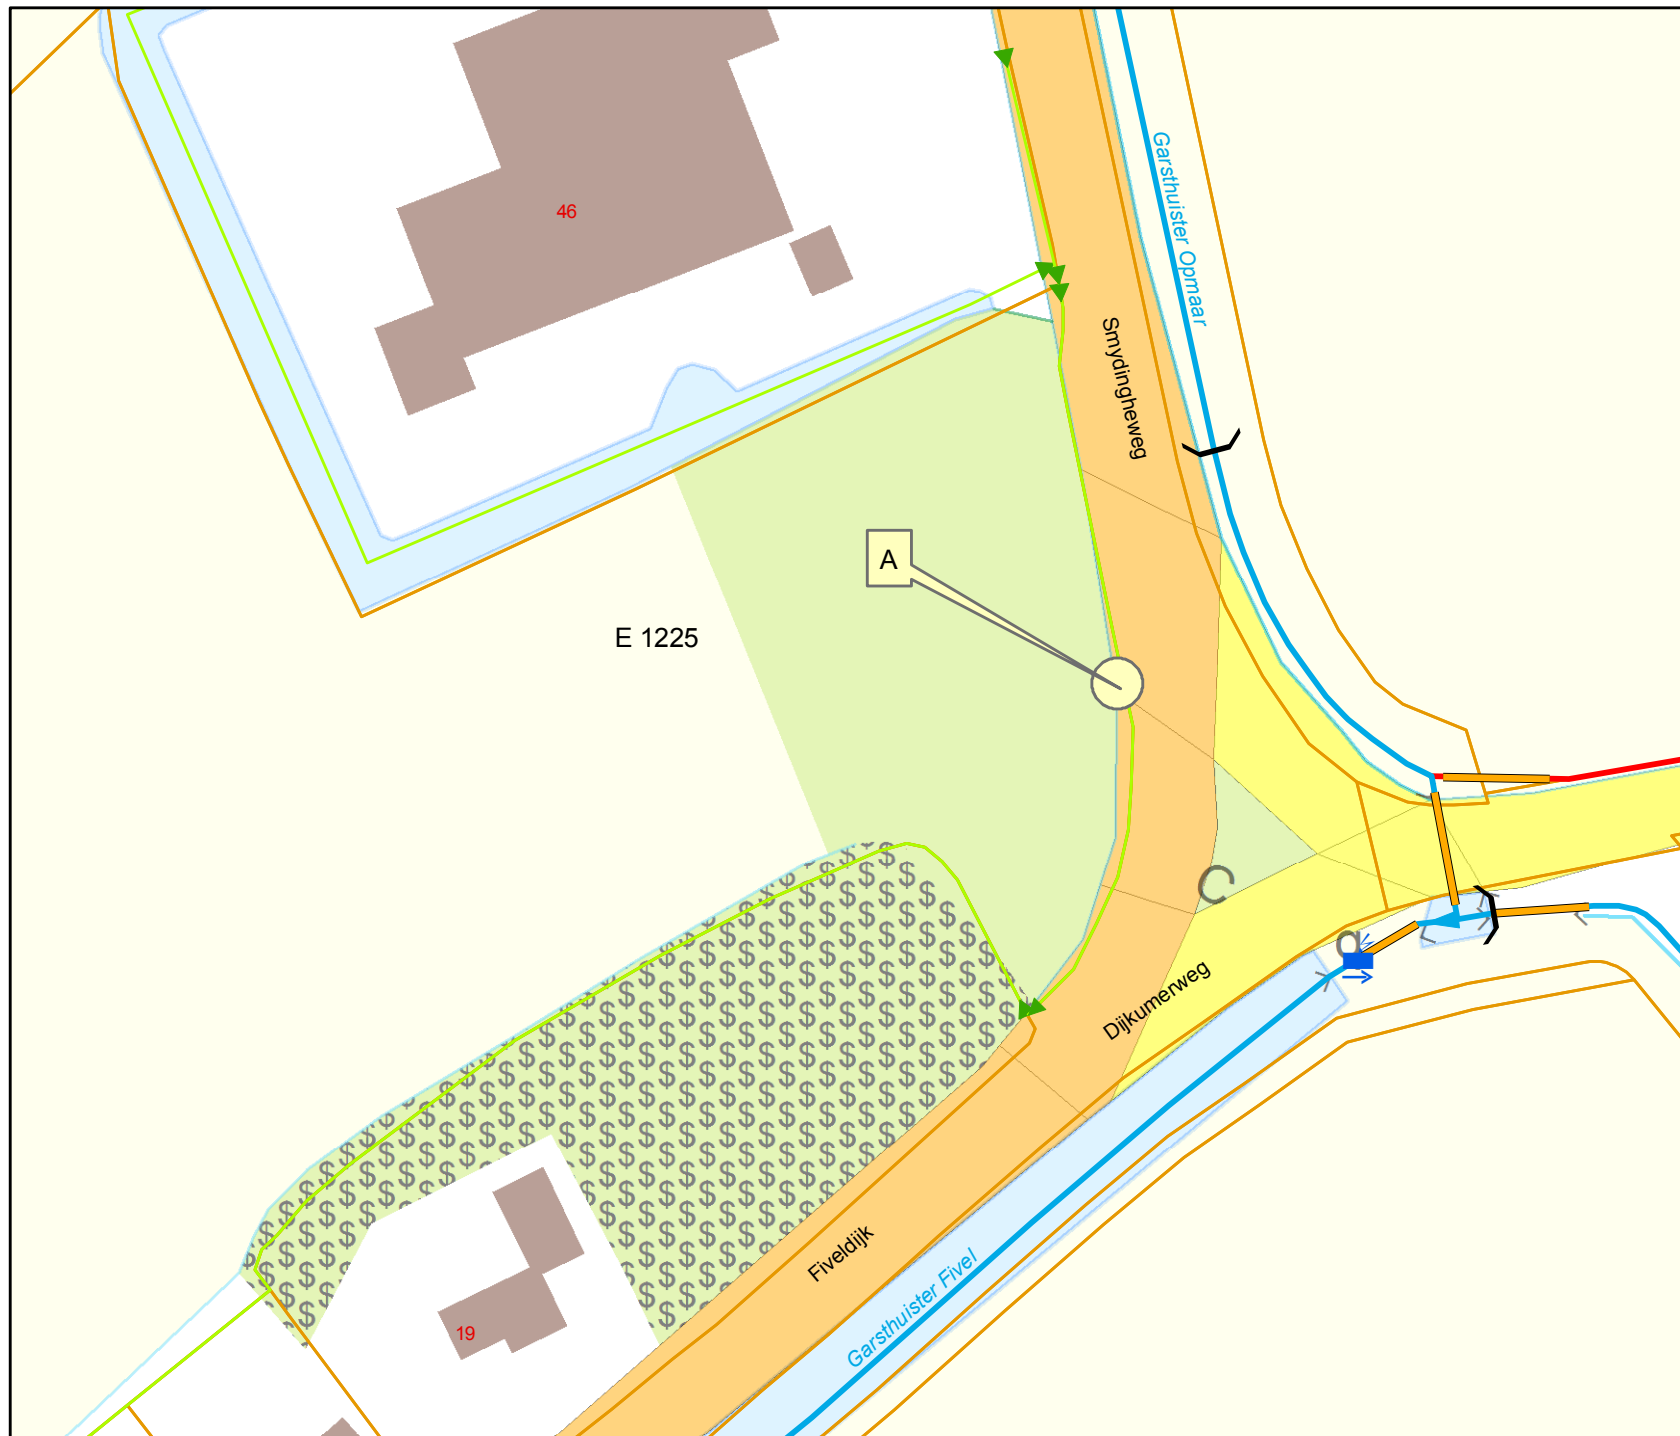 Garsthuister Opmaar
46
Smydingheweg
A
E 1225
C
g
Dijkumerweg
Fiveldijk
Garsthuister Fivel
19